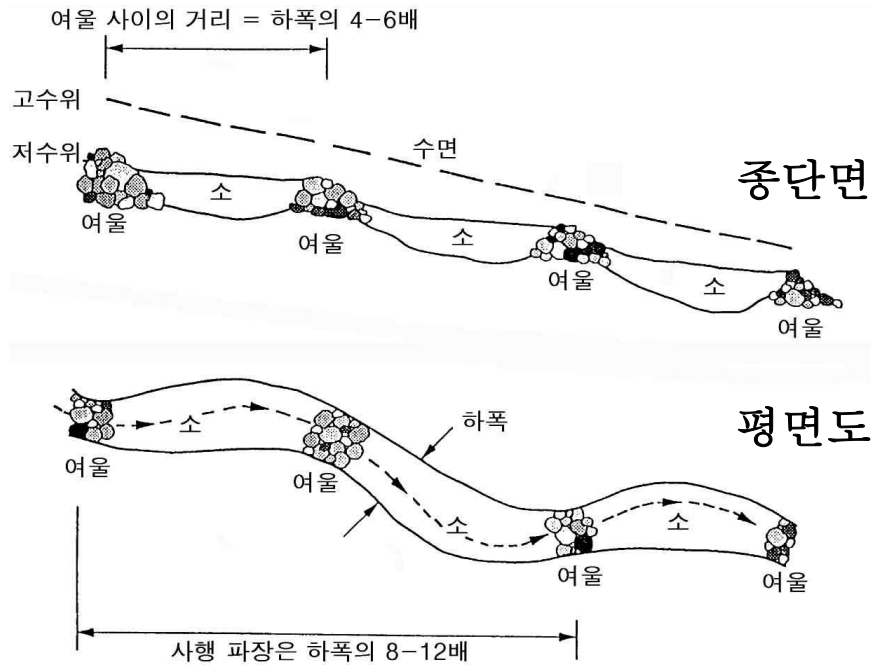 여울 사이의 거리 = 하폭의 4-6배
고수위
저수위
수면
종단면
소
소
소
여울
여울
여울
여울
평면도
하폭
소
소
소
여울
여울
여울
여울
사행 파장은 하폭의 8-12배